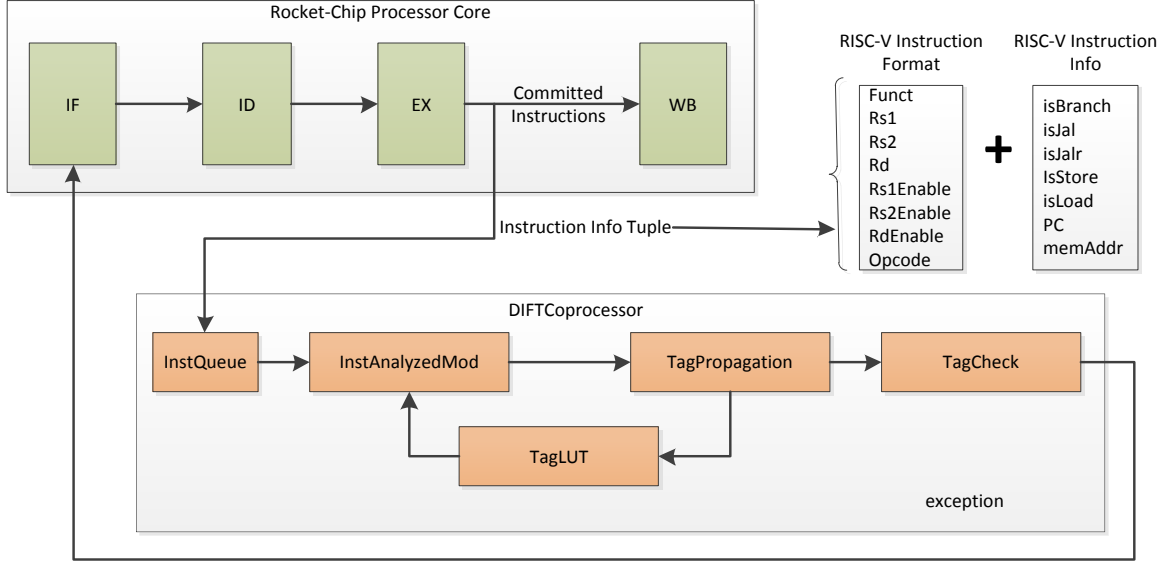 Rocket-Chip Processor Core
IF
ID
EX
Committed
Instructions
WB
RISC-V Instruction
Format
RISC-V Instruction
Info
Funct
Rs1
Rs2
Rd
Rs1Enable
Rs2Enable
RdEnable
Opcode
+
isBranch
isJal
isJalr
IsStore
isLoad
PC
memAddr
Instruction Info Tuple
DIFTCoprocessor
InstQueue
InstAnalyzedMod
TagPropagation
TagCheck
TagLUT
exception